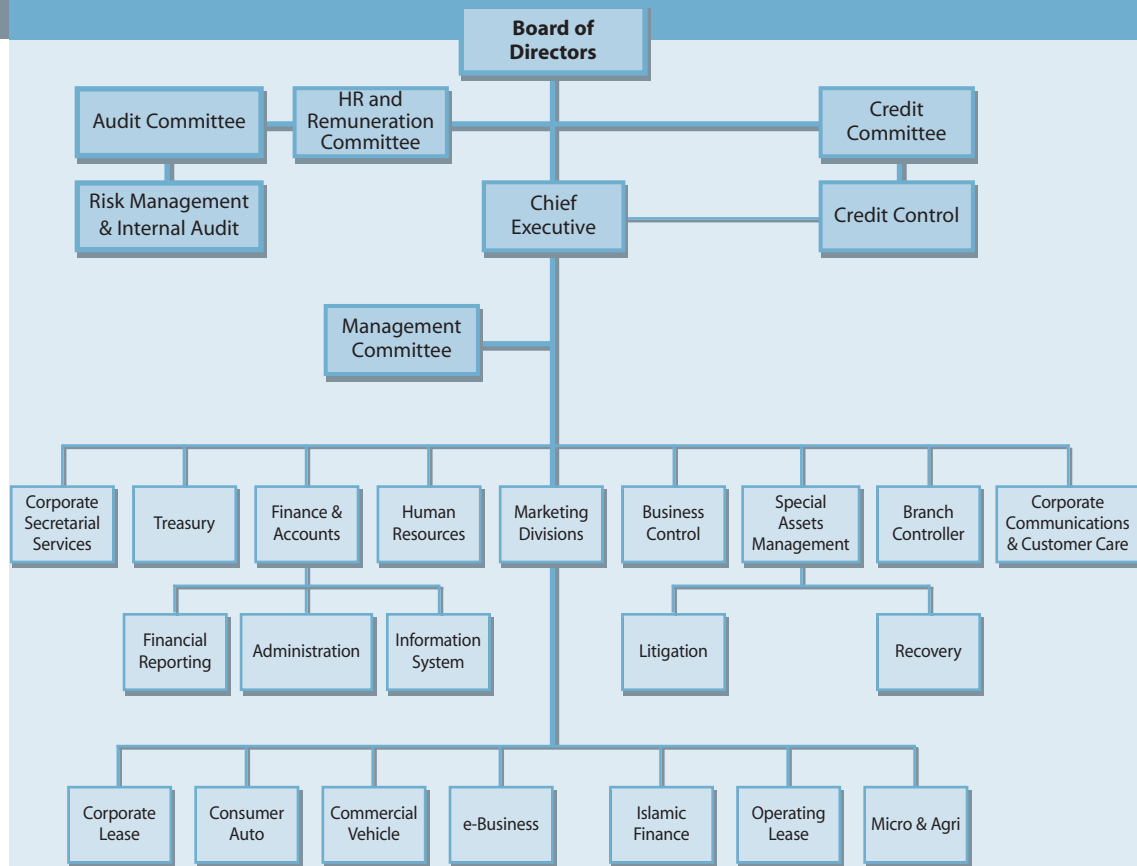 Board of
Directors
Audit Committee
HR and
Remuneration
Committee
Credit
Committee
Risk Management
& Internal Audit
Chief
Executive
Credit Control
Management
Committee
Corporate
Secretarial
Services
Treasury
Finance &
Accounts
Human
Resources
Marketing
Divisions
Business
Control
Special
Assets
Management
Branch
Controller
Corporate
Communications
& Customer Care
Financial
Reporting
Administration
Information
System
Litigation
Recovery
Corporate
Lease
Consumer
Auto
Commercial
Vehicle
e-Business
Islamic
Finance
Operating
Lease
Micro & Agri